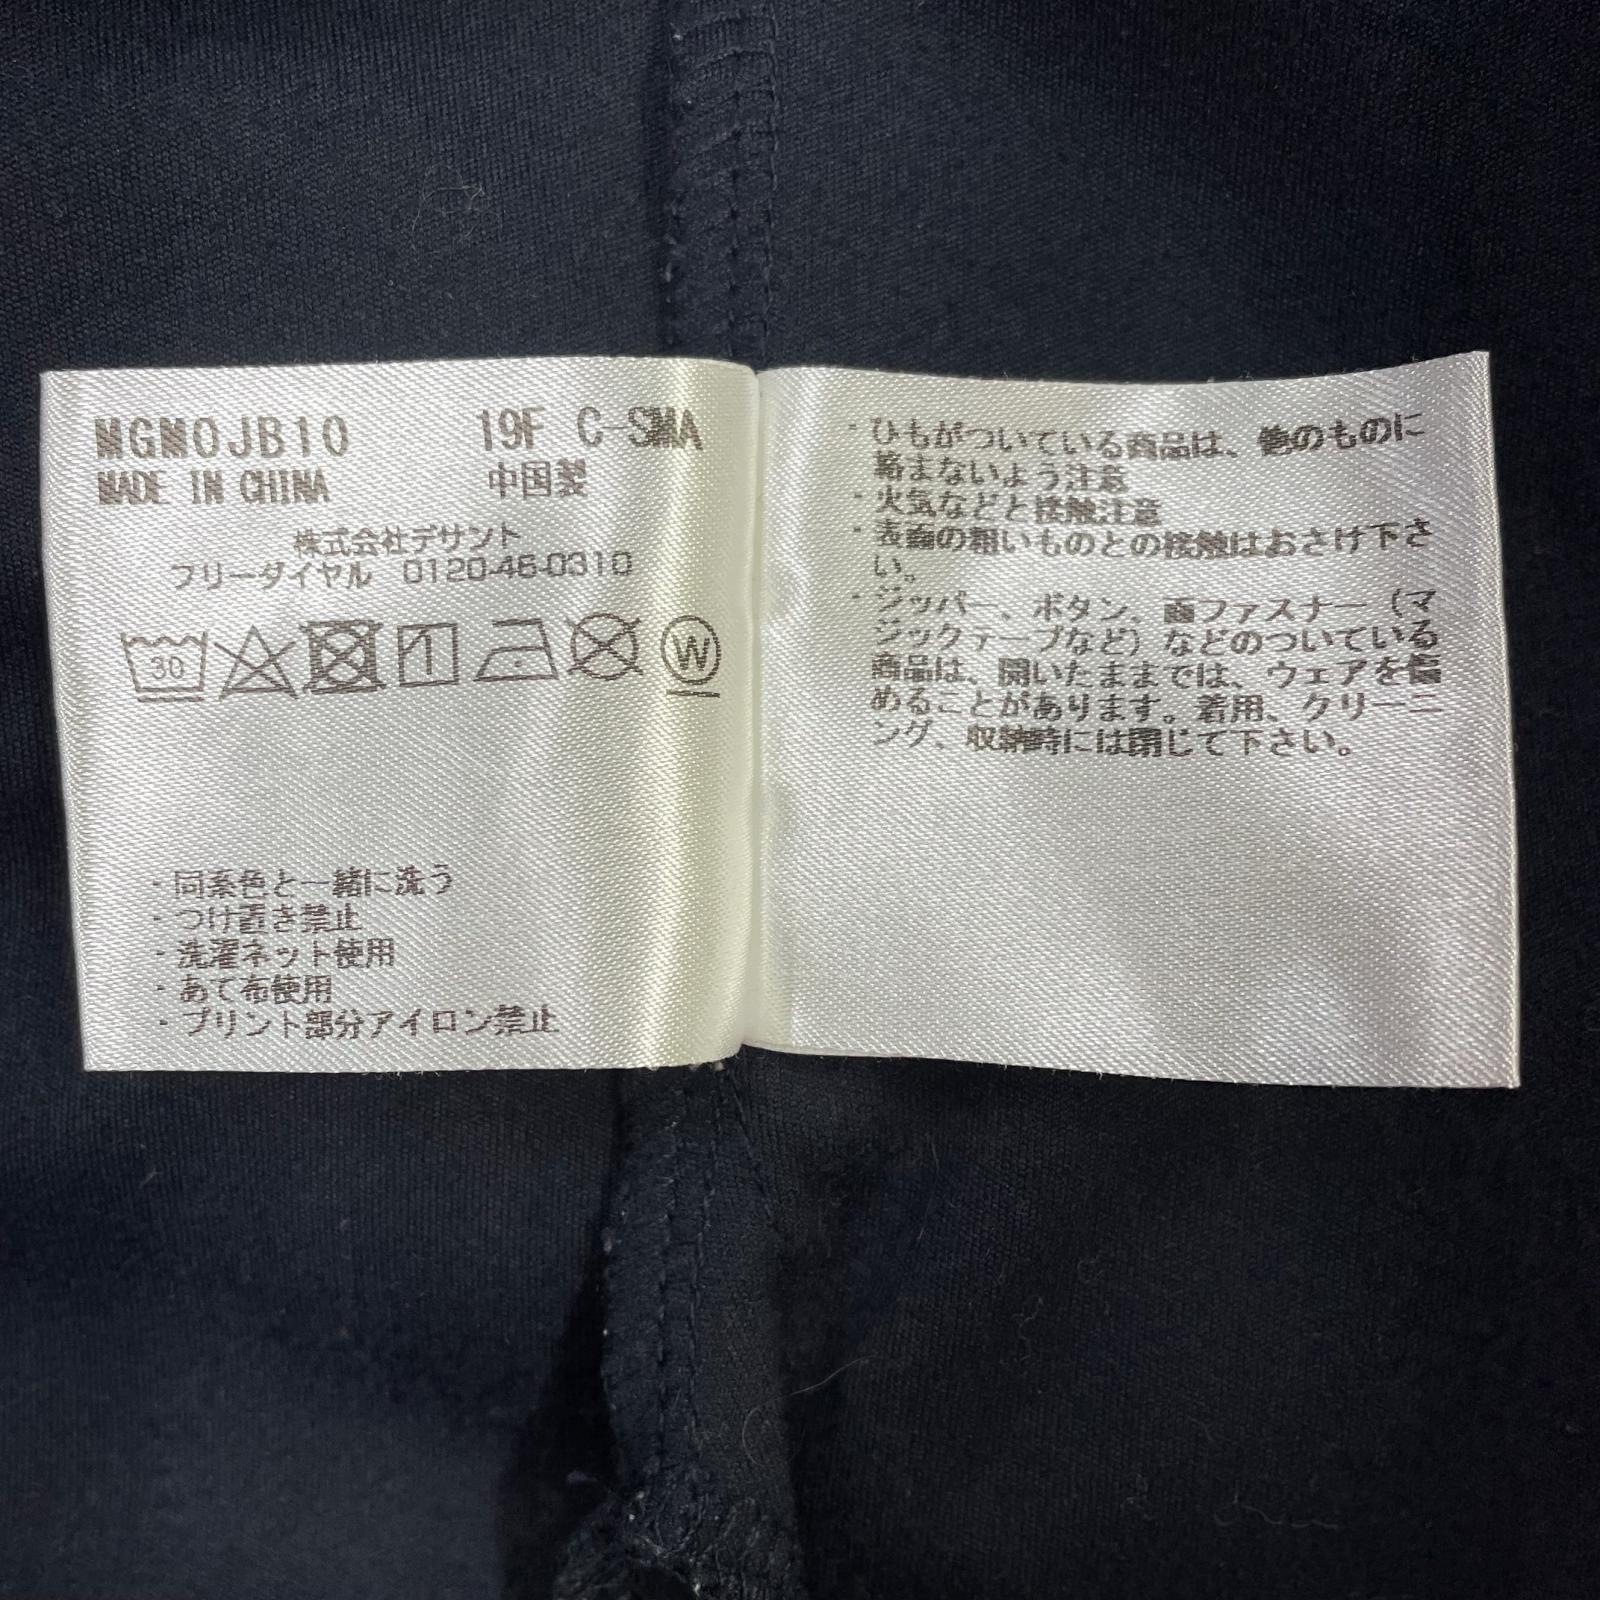 MGMOJB10 19F C-SMA
MADE IN CHINA 中国製
株式会社デサント
フリーダイヤル 0120-46-0310
30
W
・同系色と一緒に洗う
・つけ置き禁止
・洗濯ネット使用
・あて布使用
・プリント部分アイロン禁止
・ひもがついている商品は、他のものに
絡まないよう注意
・火気などと接触注意
・表面の粗いものとの接触はおさけ下さ
い。
・ジッパー、ボタン、面ファスナー（マ
ジックテープなど）などのついている
商品は、開いたままでは、ウェアを傷
めることがあります。着用、クリーニ
ング、収納時には閉じて下さい。